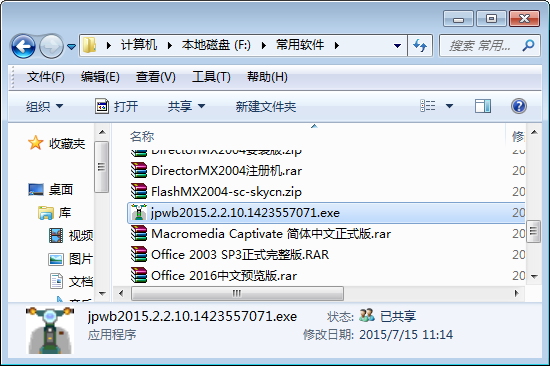 计算机 本地磁盘 (F:) 常用软件 搜索 常用...
文件(F) 编辑(E) 查看(V) 工具(T) 帮助(H)
组织 打开 共享 新建文件夹
收藏夹
桌面
库
视频
图片
文档
名称 修
DirectorMX2004安装版.zip 20
DirectorMX2004注册机.rar 20
FlashMX2004-sc-skycn.zip 20
jpwb2015.2.2.10.1423557071.exe 20
Macromedia Captivate 简体中文正式版.rar 20
Office 2003 SP3正式完整版.RAR 20
Office 2016中文预览版.rar 20
jpwb2015.2.2.10.1423557071.exe 状态: 已共享
应用程序 修改日期: 2015/7/15 11:14